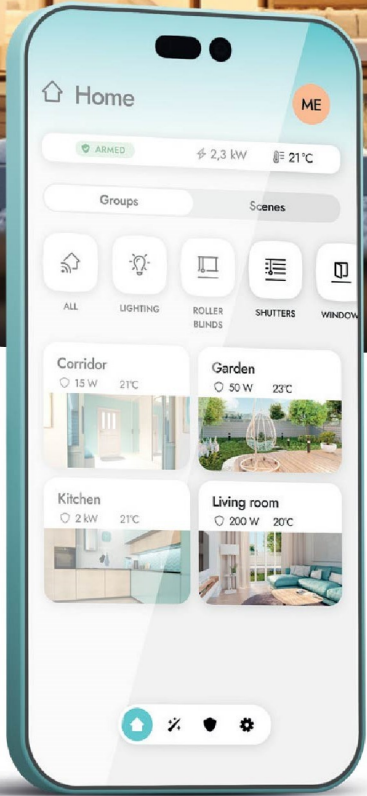 Home
ME
ARMED
2,3 kW
21°C
Groups
Scenes
ALL
LIGHTING
ROLLER
BLINDS
SHUTTERS
WINDOW
Corridor
15 W 21°C
Garden
50 W 23°C
Kitchen
2 kW 21°C
Living room
200 W 20°C